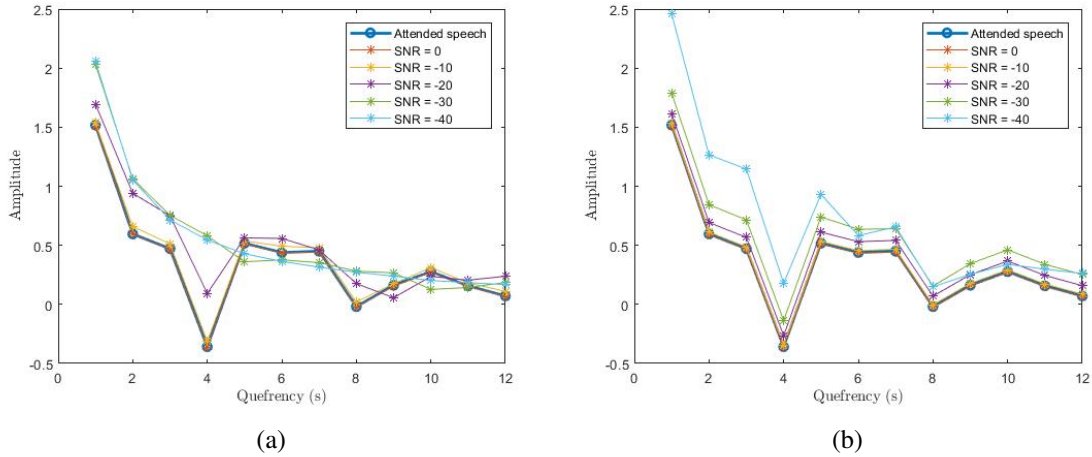 2.5
2
1.5
1
0.5
0
-0.5
Amplitude
0 2 4 6 8 10 12
Quefrency (s)
Attended speech
SNR = 0
SNR = -10
SNR = -20
SNR = -30
SNR = -40
(a)
2.5
2
1.5
1
0.5
0
-0.5
Amplitude
0 2 4 6 8 10 12
Quefrency (s)
Attended speech
SNR = 0
SNR = -10
SNR = -20
SNR = -30
SNR = -40
(b)